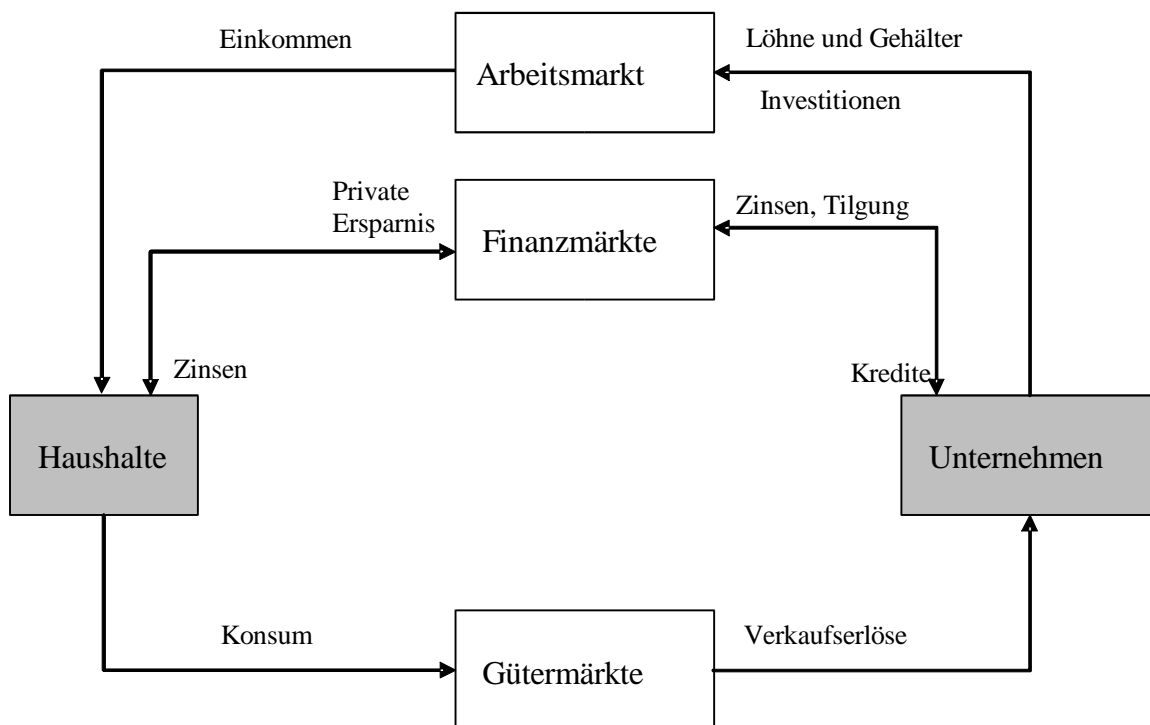 Einkommen
Löhne und Gehälter
Arbeitsmarkt
Investitionen
Private
Ersparnis
Zinsen, Tilgung
Finanzmärkte
Zinsen
Kredite
Haushalte
Unternehmen
Konsum
Verkaufserlöse
Gütermärkte